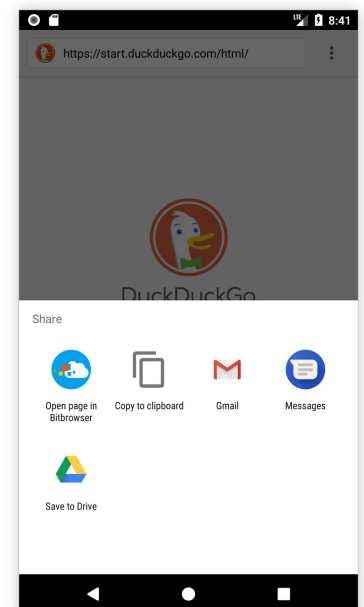 LTE 8:41
https://start.duckduckgo.com/html/
DuckDuckGo
Share
Open page in
Bitbrowser
Copy to clipboard
Gmail
Messages
Save to Drive